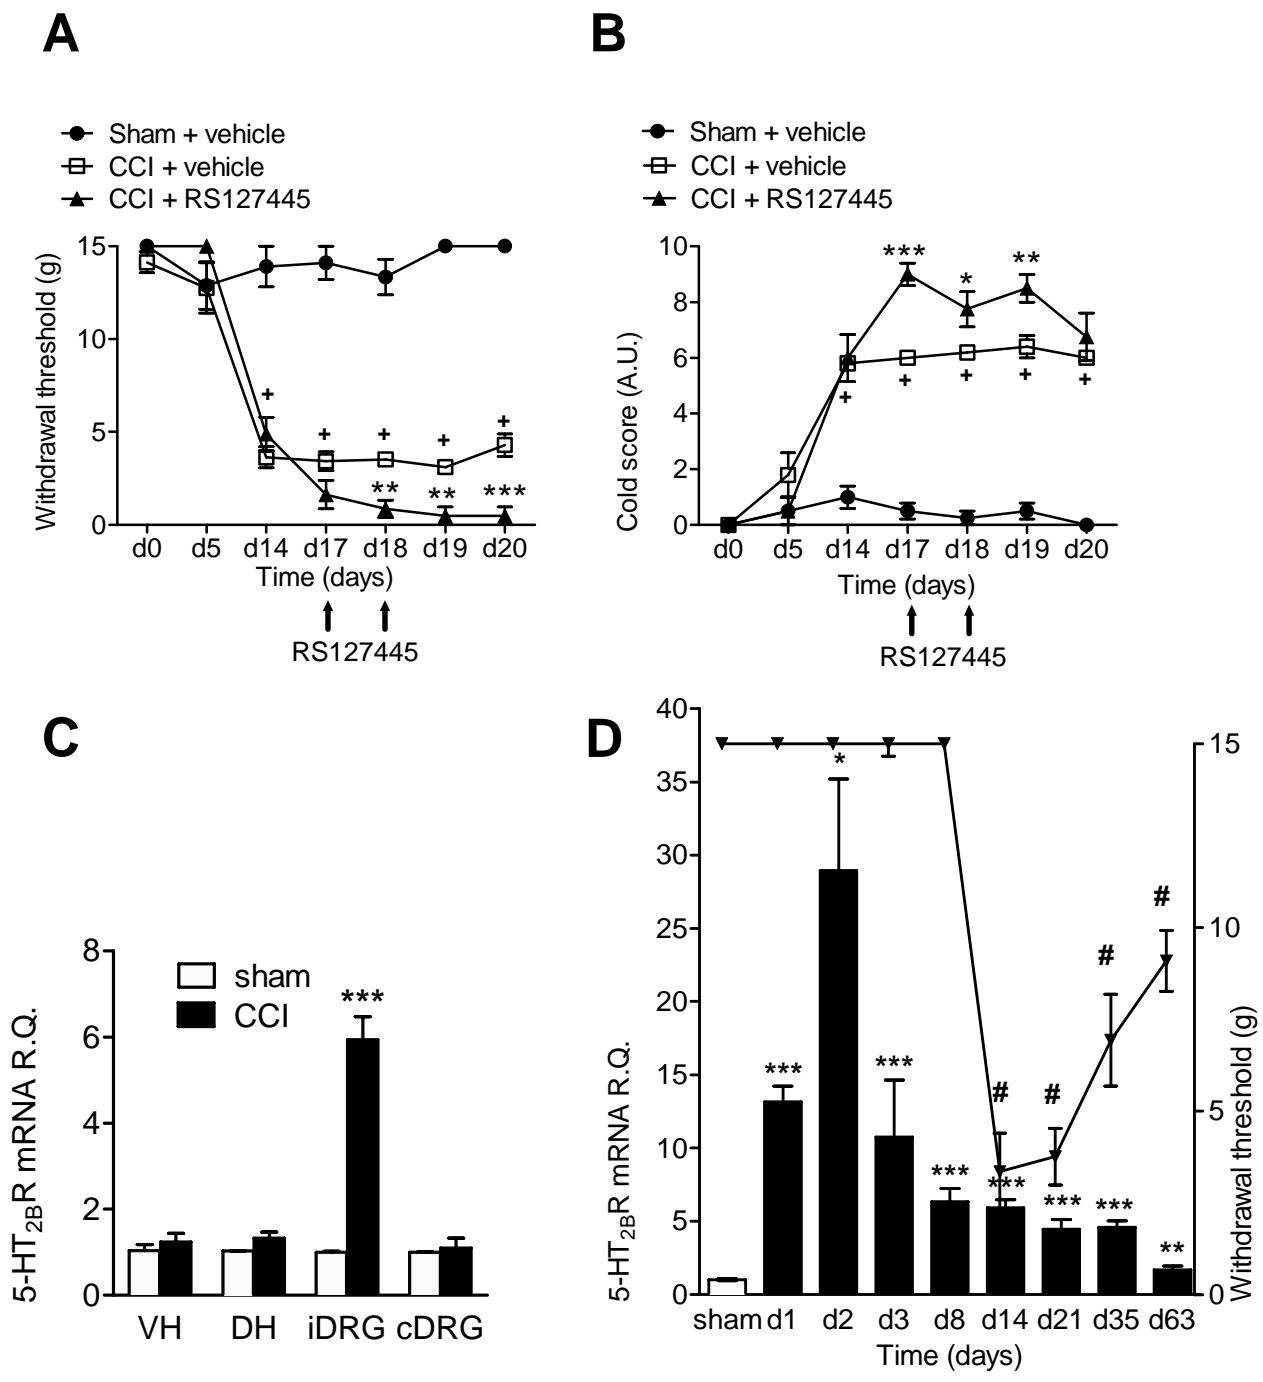 A
Sham + vehicle
CCI + vehicle
CCI + RS127445
Withdrawal threshold (g)
15
10
5
0
+
+
+
+
+
**
**
***
d0 d5 d14 d17 d18 d19 d20
Time (days)
RS127445
B
Sham + vehicle
CCI + vehicle
CCI + RS127445
Cold score (A.U.)
10
8
6
4
2
0
***
*
**
+
+
+
+
+
d0 d5 d14 d17 d18 d19 d20
Time (days)
RS127445
C
5-HT2BR mRNA R.Q.
8
6
4
2
0
sham
CCI
***
VH DH iDRG cDRG
D
5-HT2BR mRNA R.Q.
40
35
30
25
20
15
10
5
0
***
*
***
***
***
***
***
**
#
#
#
#
15
10
5
0
Withdrawal threshold (g)
sham d1 d2 d3 d8 d14 d21 d35 d63
Time (days)